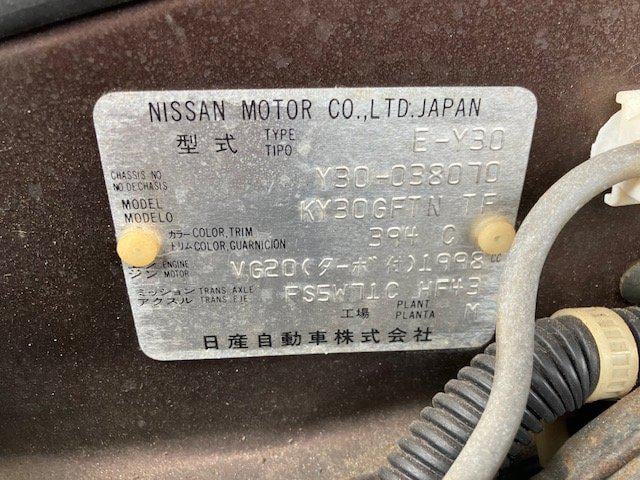 NISSAN MOTOR CO.,LTD.JAPAN
型式 TYPE TIPO E-Y30
CHASSIS NO NO DECHASIS Y30-038070
MODEL MODELO KY30GFTN TF
カラー COLOR,TRIM トリム COLOR,GUARNICION 394 C
エンジン ENGINE MOTOR VG20(ターボ付)1998 CC
ミッション TRANS. AXLE アクスル TRANS. EJE FS5W71C HF43
工場 PLANT PLANTA M
日産自動車株式会社